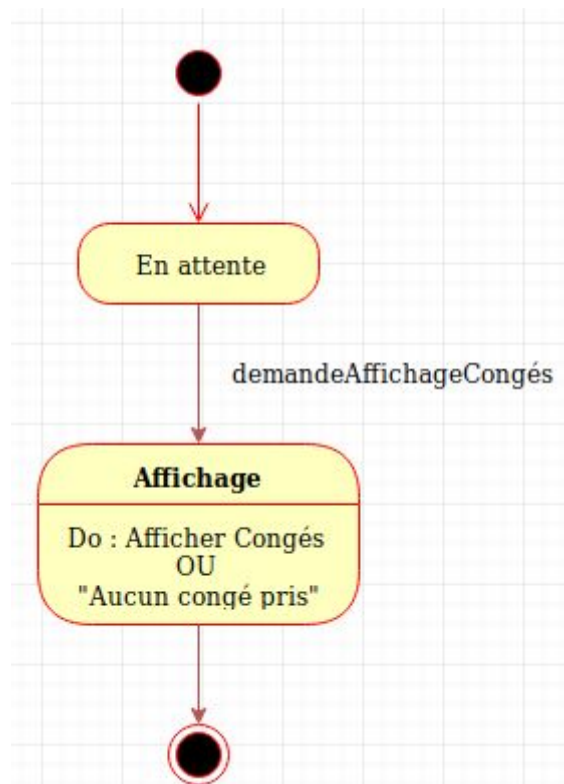 En attente
demandeAffichageCongés
Affichage
Do : Afficher Congés
OU
"Aucun congé pris"